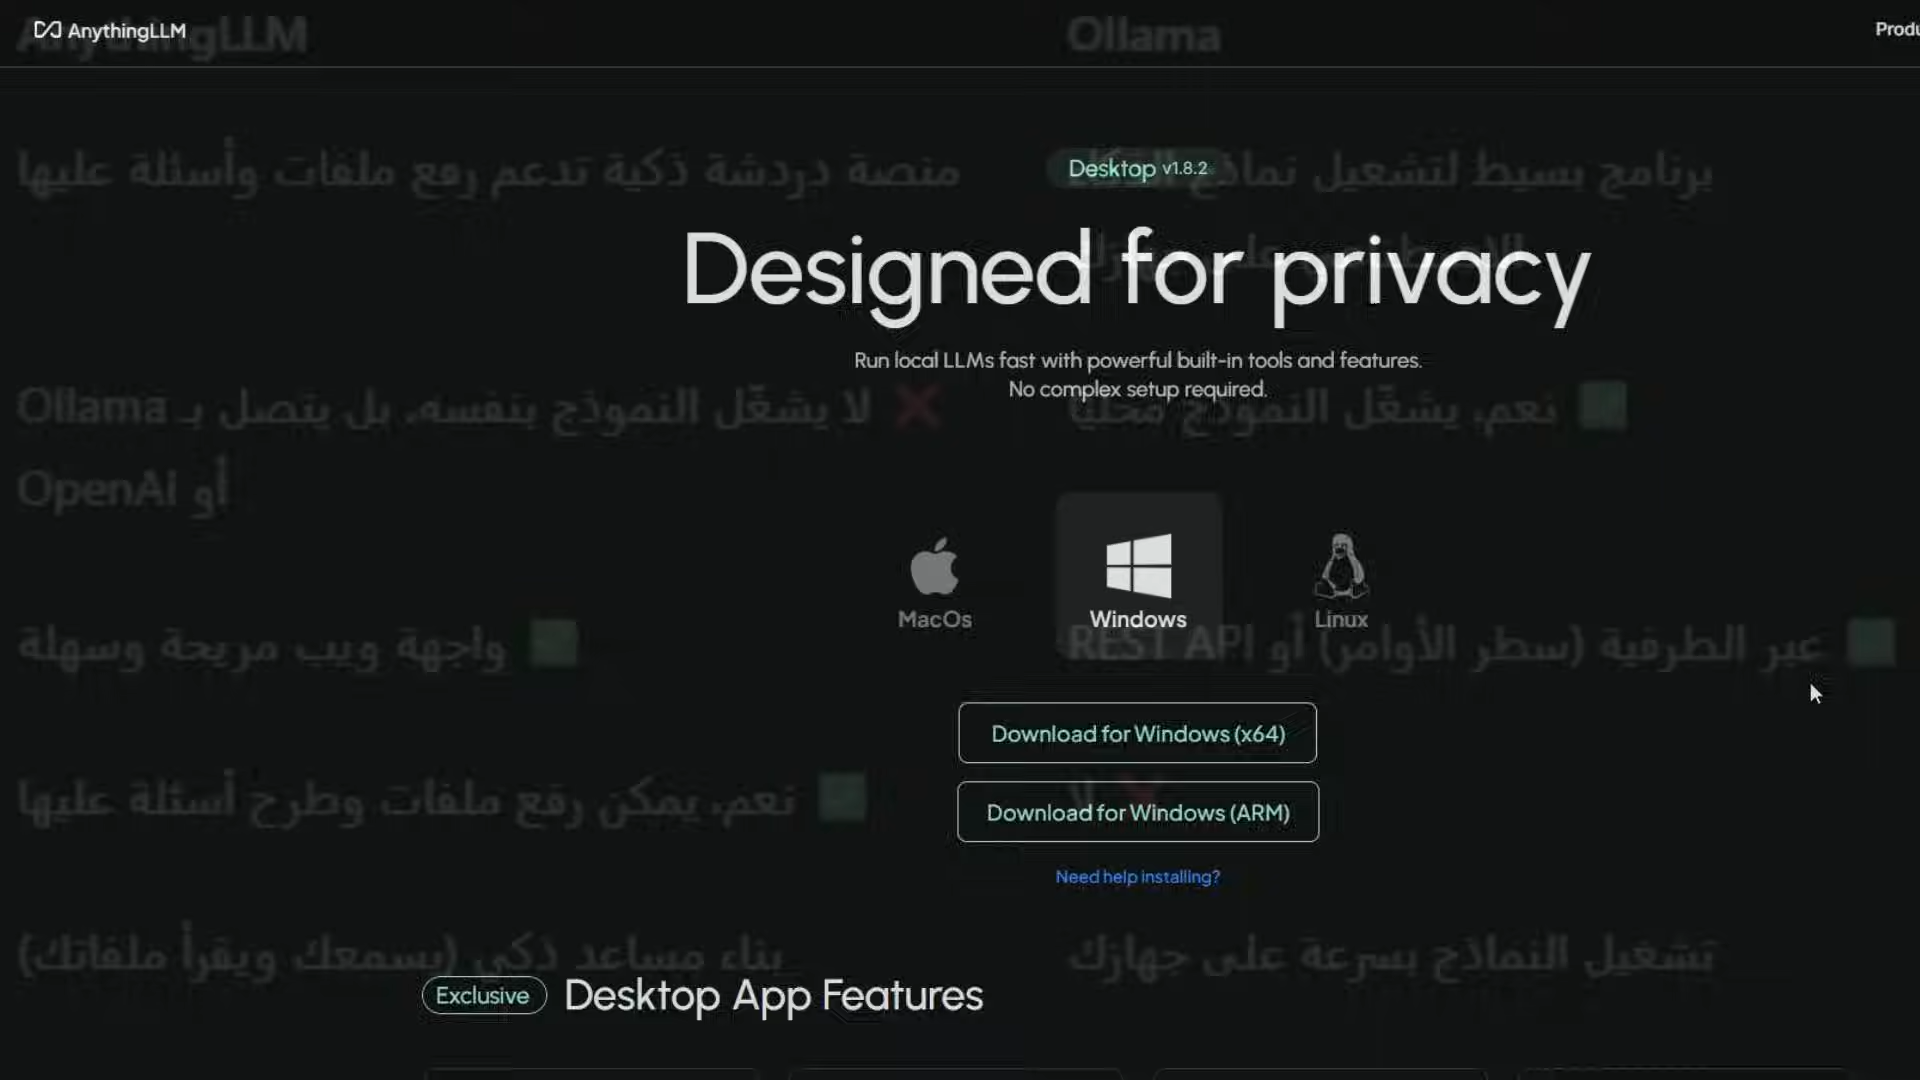 AnythingLLM
Produ
AnythingLLM
Ollama
Desktop v1.8.2
منصة دردشة ذكية تدعم رفع ملفات وأسئلة عليها
برنامج بسيط لتشغيل نماذج
Designed for privacy
Run local LLMs fast with powerful built-in tools and features.
No complex setup required.
لا يشغّل النموذج بنفسه، بل يتصل بـ Ollama
أو OpenAI
نعم، يشغّل النموذج محليًا
MacOs
Windows
Linux
واجهة ويب مريحة وسهلة
عبر الطرفية (سطر الأوامر) أو REST API
Download for Windows (x64)
نعم، يمكن رفع ملفات وطرح أسئلة عليها
لا
Download for Windows (ARM)
Need help installing?
بناء مساعد ذكي (يسمعك ويقرأ ملفاتك)
تشغيل النماذج بسرعة على جهازك
Exclusive Desktop App Features